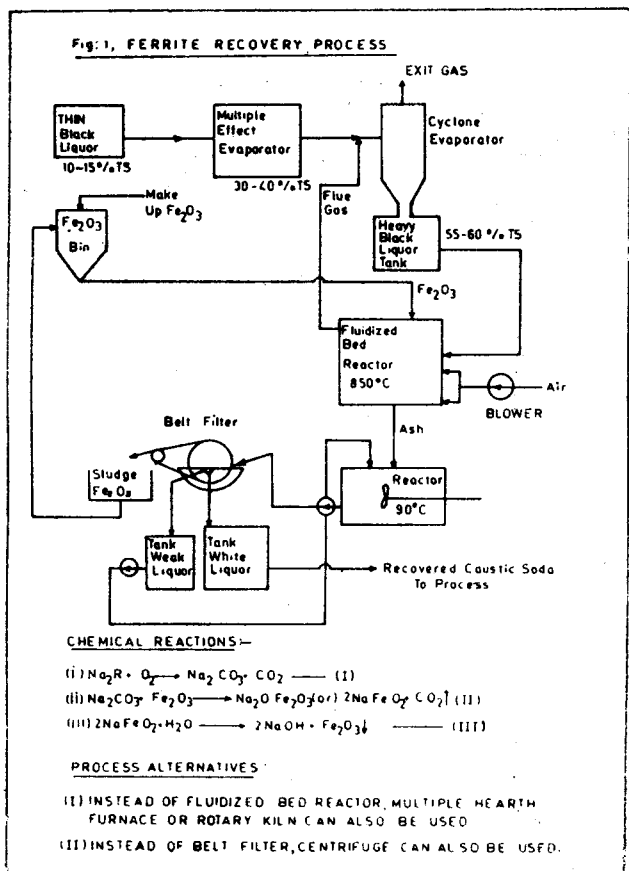 Fig: 1, FERRITE RECOVERY PROCESS
EXIT GAS
THIN
Black
Liquor
10-15%TS
Multiple
Effect
Evaporator
30-40%TS
Cyclone
Evaporator
Make
Up Fe₂O₃
Flue
Gas
Heavy
Black
Liquor
Tank
55-60%TS
Fe₂O₃
Bin
Fe₂O₃
Fluidized
Bed
Reactor
850°C
Air
BLOWER
Ash
Belt Filter
Sludge
Fe₂O₃
Reactor
90°C
Tank
Weak
Liquor
Tank
White
Liquor
Recovered Caustic Soda
To Process
CHEMICAL REACTIONS:-
(i) Na₂R + O₂ → Na₂CO₃ + CO₂ —— (I)
(ii) Na₂CO₃ + Fe₂O₃ → Na₂O Fe₂O₃ (or) 2NaFeO₂ + CO₂↑ (II)
(iii) 2NaFeO₂ + H₂O → 2NaOH + Fe₂O₃↓ —— (III)
PROCESS ALTERNATIVES
(I) INSTEAD OF FLUIDIZED BED REACTOR, MULTIPLE HEARTH
FURNACE OR ROTARY KILN CAN ALSO BE USED
(II) INSTEAD OF BELT FILTER, CENTRIFUGE CAN ALSO BE USED.